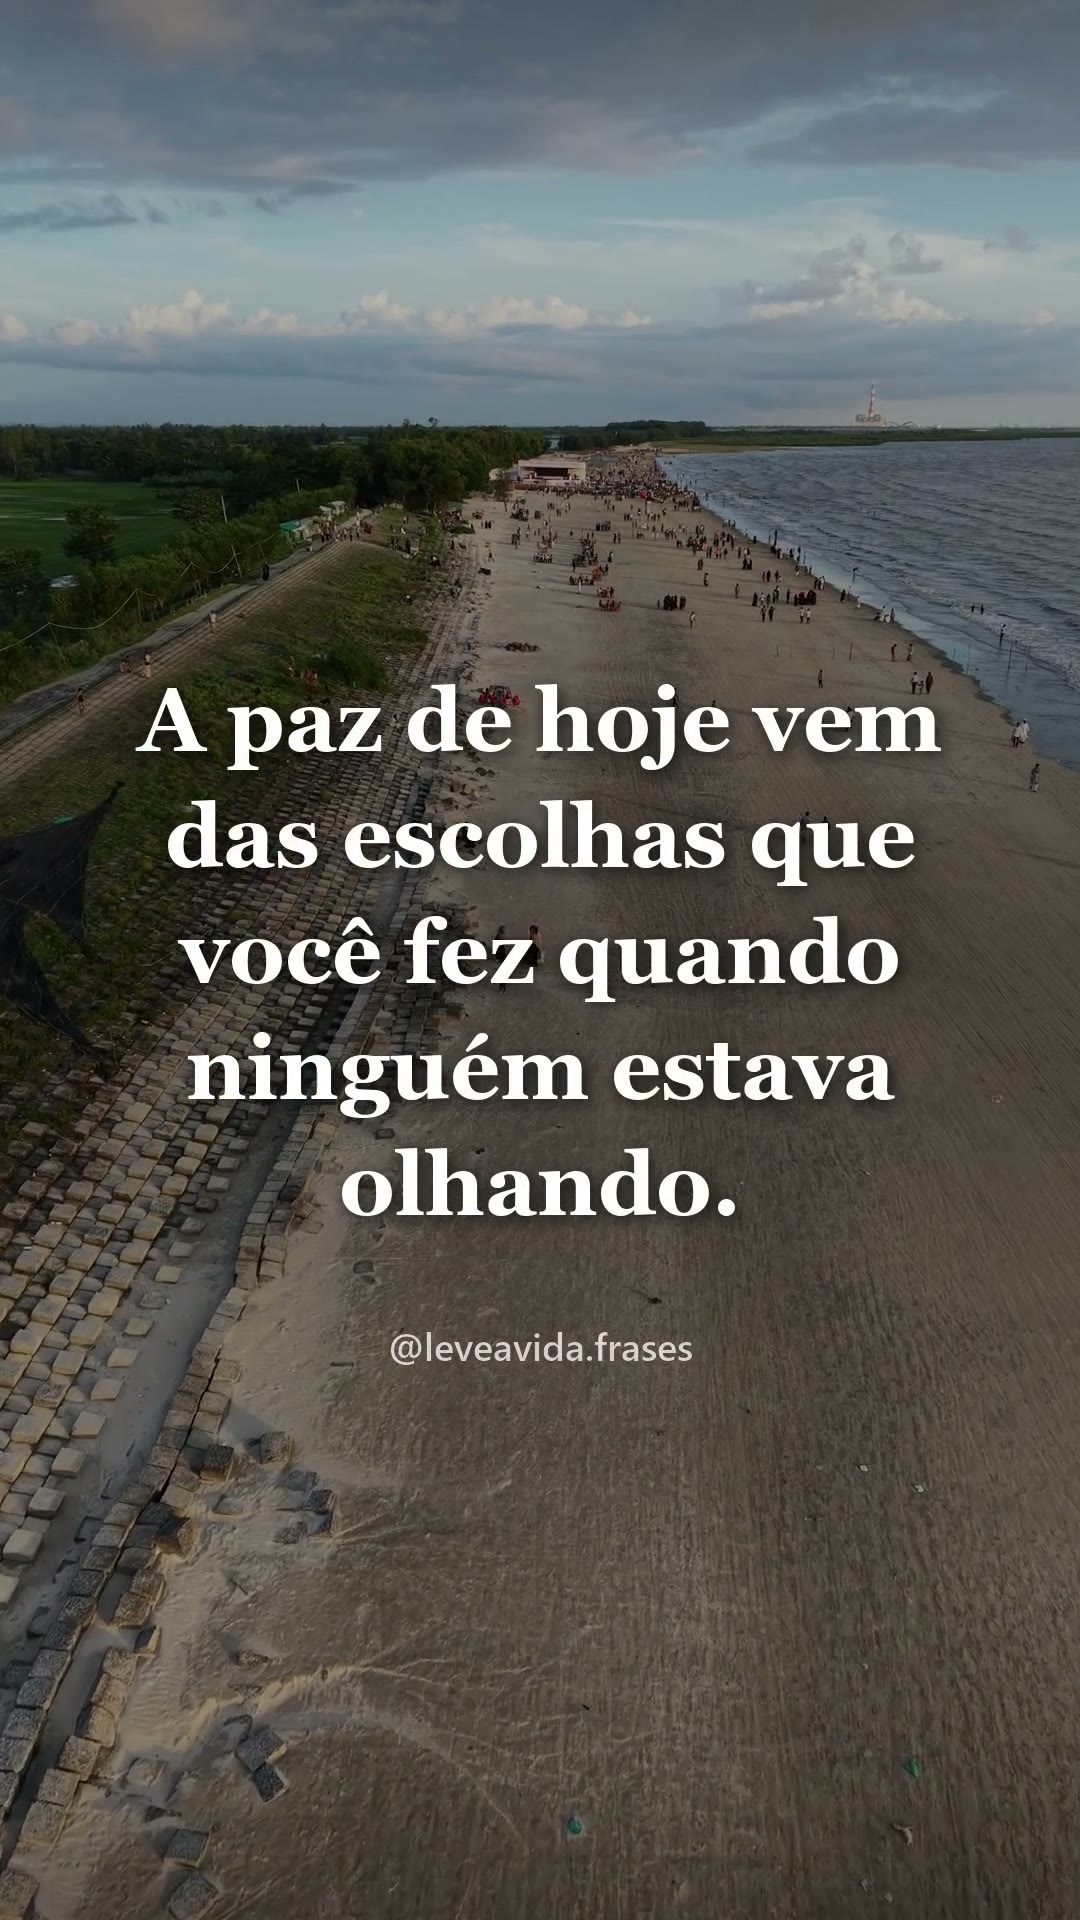 A paz de hoje vem
das escolhas que
você fez quando
ninguém estava
olhando.
@leveavida.frases